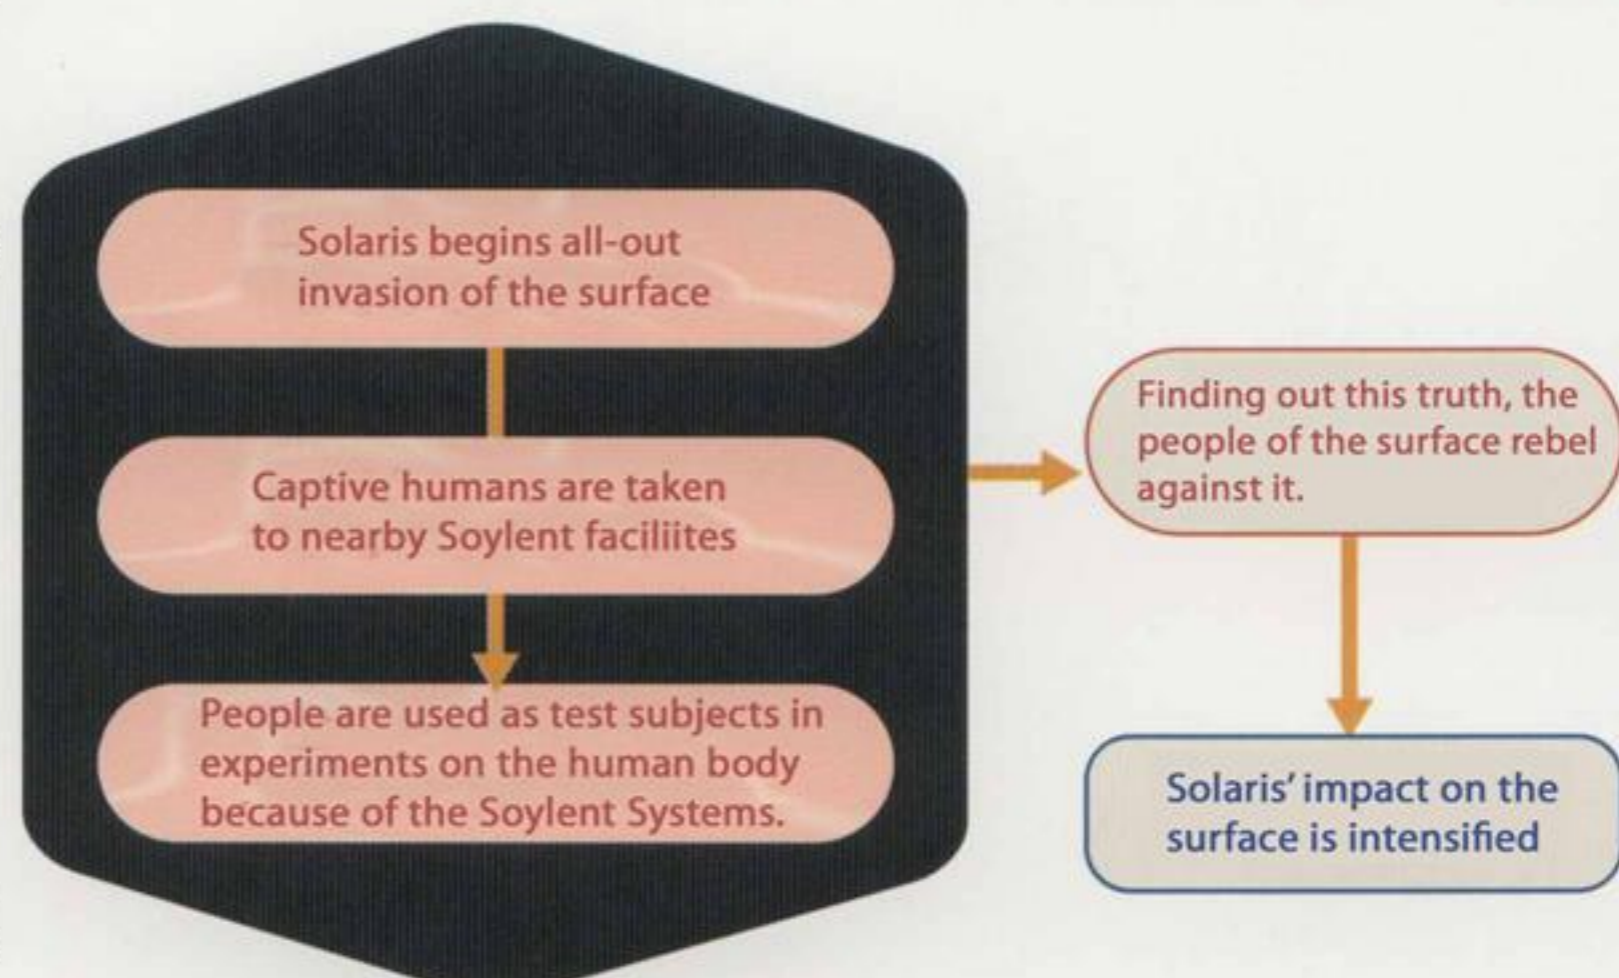 Solaris begins all-out
invasion of the surface
Captive humans are taken
to nearby Soylent faciliites
People are used as test subjects in
experiments on the human body
because of the Soylent Systems.
Finding out this truth, the
people of the surface rebel
against it.
Solaris' impact on the
surface is intensified